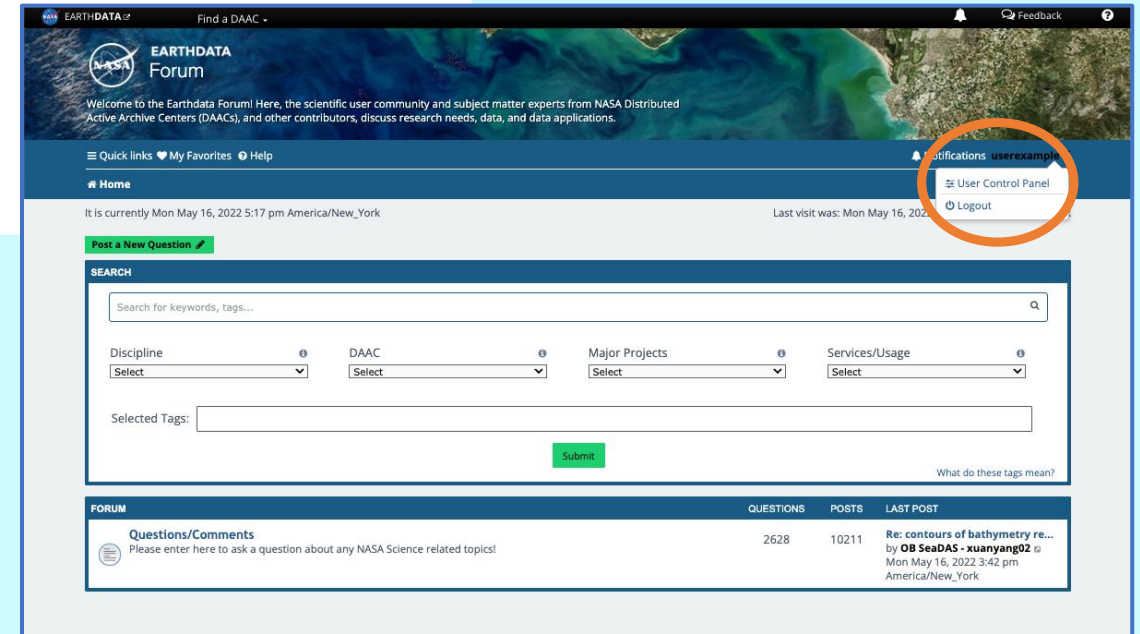 EARTHDATA Find a DAAC Feedback
NASA
EARTHDATA
Forum
Welcome to the Earthdata Forum! Here, the scientific user community and subject matter experts from NASA Distributed
Active Archive Centers (DAACs), and other contributors, discuss research needs, data, and data applications.
Quick links My Favorites Help Notifications userexample
Home
User Control Panel
Logout
It is currently Mon May 16, 2022 5:17 pm America/New_York Last visit was: Mon May 16,
Post a New Question
SEARCH
Search for keywords, tags...
Discipline DAAC Major Projects Services/Usage
Select Select Select Select
Selected Tags:
Submit
What do these tags mean?
FORUM QUESTIONS POSTS LAST POST
Questions/Comments 2628 10211 Re: contours of bathymetry re...
Please enter here to ask a question about any NASA Science related topics!
by OB SeaDAS - xuanyang02
Mon May 16, 2022 3:42 pm
America/New_York